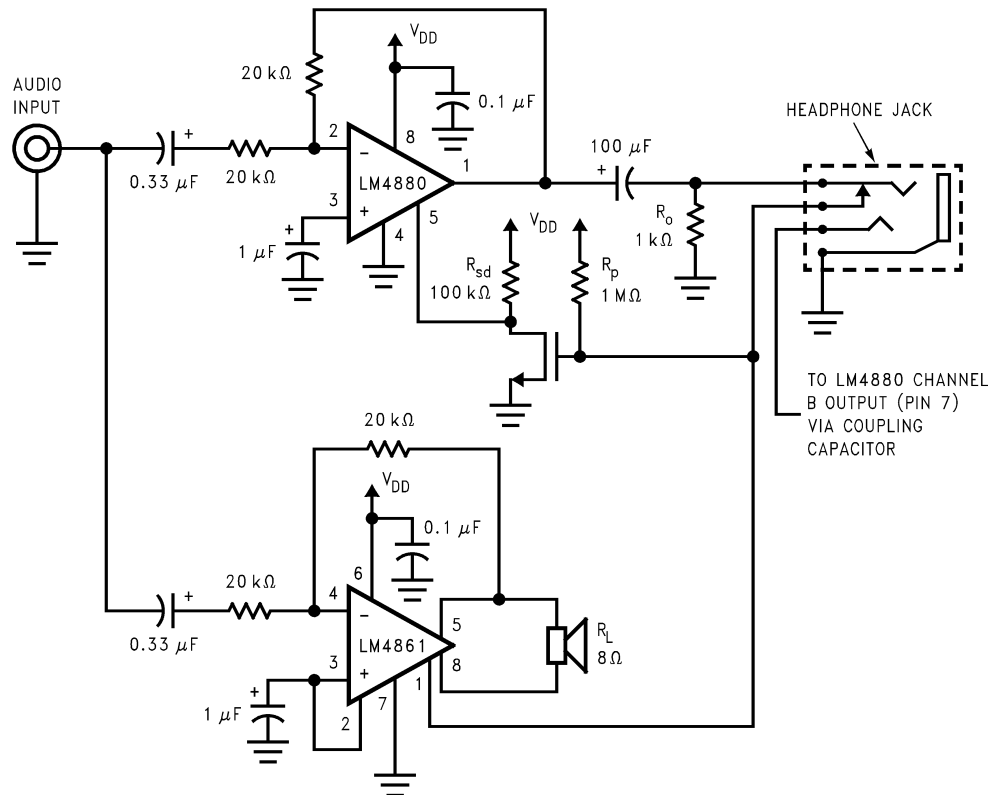 V_DD
20 kΩ
0.1 µF
AUDIO
INPUT
+
0.33 µF
20 kΩ
2
8
1
−
LM4880
+
3
5
4
+
1 µF
100 µF
+
R_o
1 kΩ
HEADPHONE JACK
V_DD
R_sd
100 kΩ
R_p
1 MΩ
TO LM4880 CHANNEL
B OUTPUT (PIN 7)
VIA COUPLING
CAPACITOR
20 kΩ
V_DD
0.1 µF
+
0.33 µF
20 kΩ
6
4
−
LM4861
+
3
5
8
1
7
2
+
1 µF
R_L
8Ω